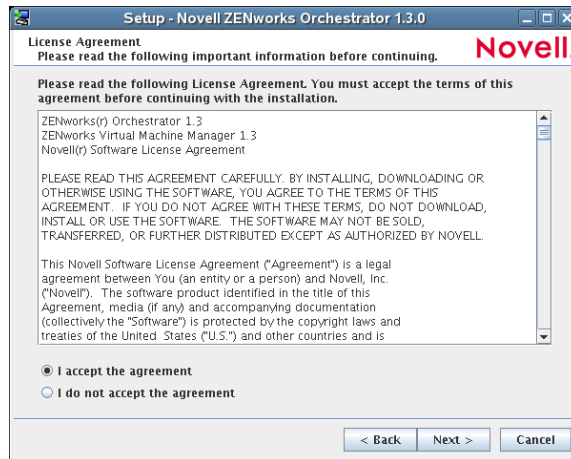 Setup - Novell ZENworks Orchestrator 1.3.0
License Agreement
Please read the following important information before continuing.
Novell.
Please read the following License Agreement. You must accept the terms of this
agreement before continuing with the installation.
ZENworks(r) Orchestrator 1.3
ZENworks Virtual Machine Manager 1.3
Novell(r) Software License Agreement
PLEASE READ THIS AGREEMENT CAREFULLY. BY INSTALLING, DOWNLOADING OR
OTHERWISE USING THE SOFTWARE, YOU AGREE TO THE TERMS OF THIS
AGREEMENT. IF YOU DO NOT AGREE WITH THESE TERMS, DO NOT DOWNLOAD,
INSTALL OR USE THE SOFTWARE. THE SOFTWARE MAY NOT BE SOLD,
TRANSFERRED, OR FURTHER DISTRIBUTED EXCEPT AS AUTHORIZED BY NOVELL.
This Novell Software License Agreement ("Agreement") is a legal
agreement between You (an entity or a person) and Novell, Inc.
("Novell"). The software product identified in the title of this
Agreement, media (if any) and accompanying documentation
(collectively the "Software") is protected by the copyright laws and
treaties of the United States ("U.S.") and other countries and is
I accept the agreement
I do not accept the agreement
< Back
Next >
Cancel